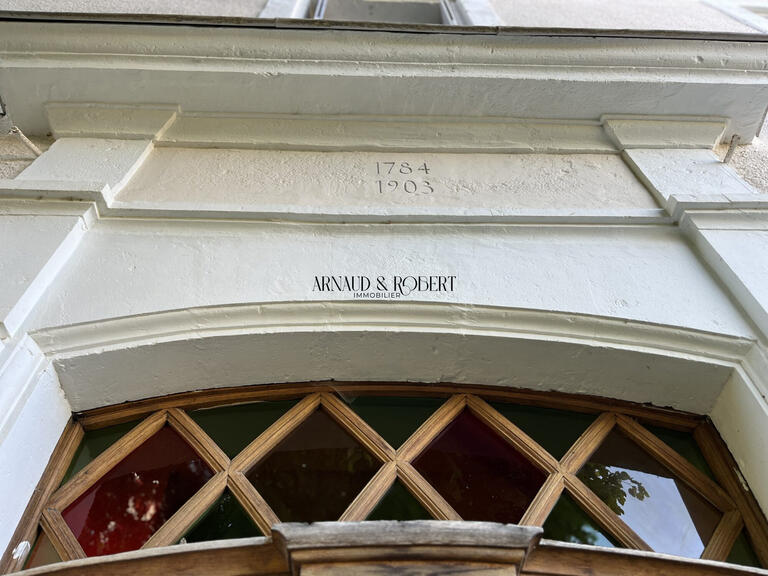 1784
1903
ARNAUD & ROBERT
IMMOBILIER